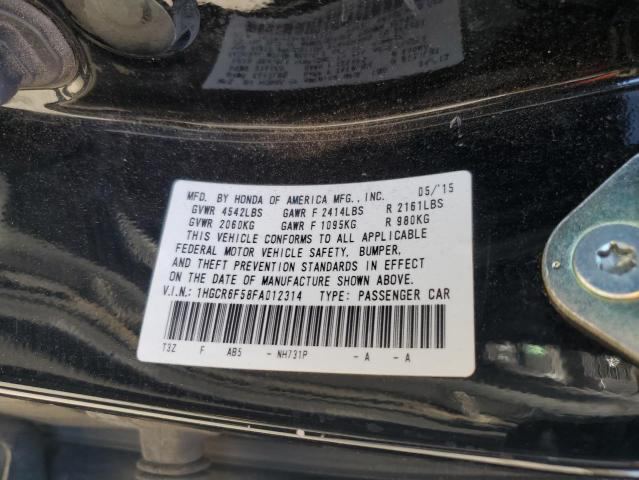 MFD. BY HONDA OF AMERICA MFG., INC. 05/'15
GVWR 4542LBS GAWR F 2414LBS R 2161LBS
GVWR 2060KG GAWR F 1095KG R 980KG
THIS VEHICLE CONFORMS TO ALL APPLICABLE
FEDERAL MOTOR VEHICLE SAFETY, BUMPER,
AND THEFT PREVENTION STANDARDS IN EFFECT
ON THE DATE OF MANUFACTURE SHOWN ABOVE.
V.I.N.: 1HGCR6F58FA012314 TYPE: PASSENGER CAR
T3Z F AB5 - NH731P - A - A